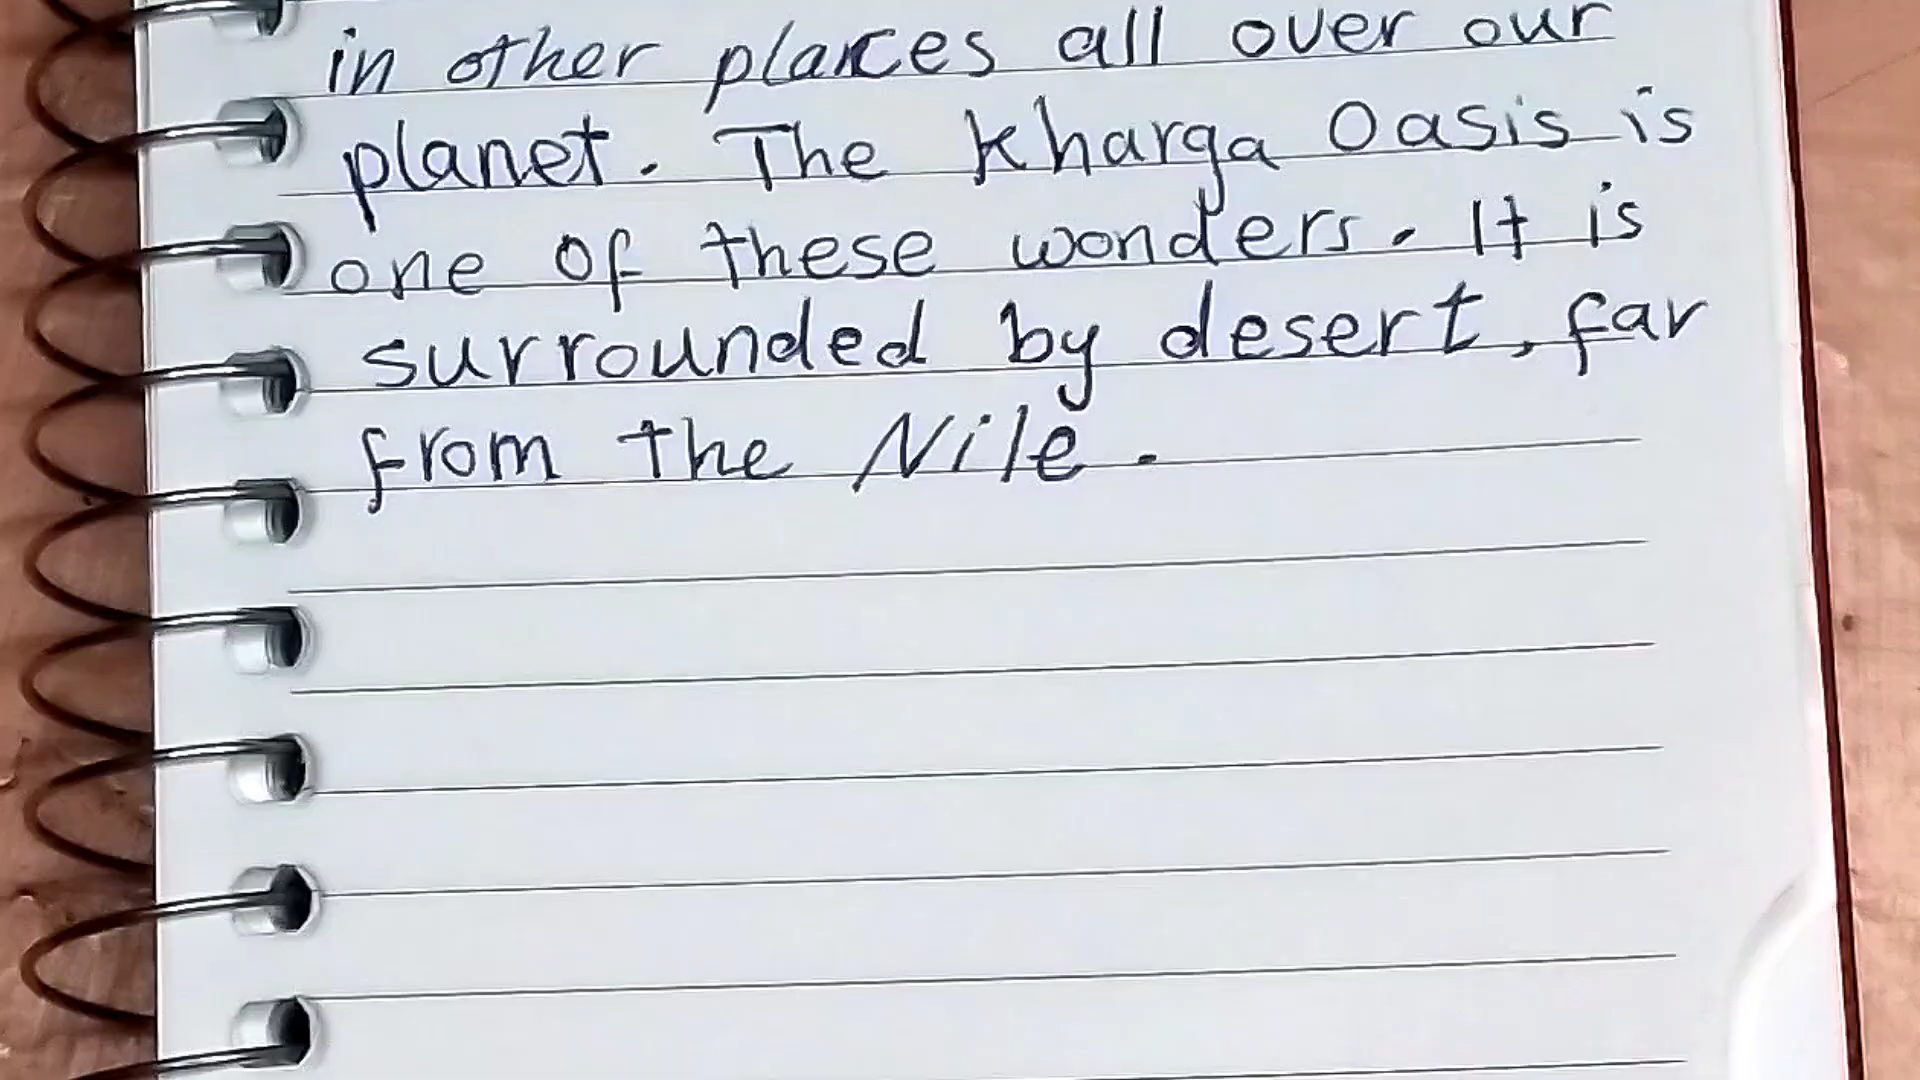 in other places all over our
planet. The Kharga Oasis is
one of these wonders. It is
surrounded by desert, far
from the Nile.